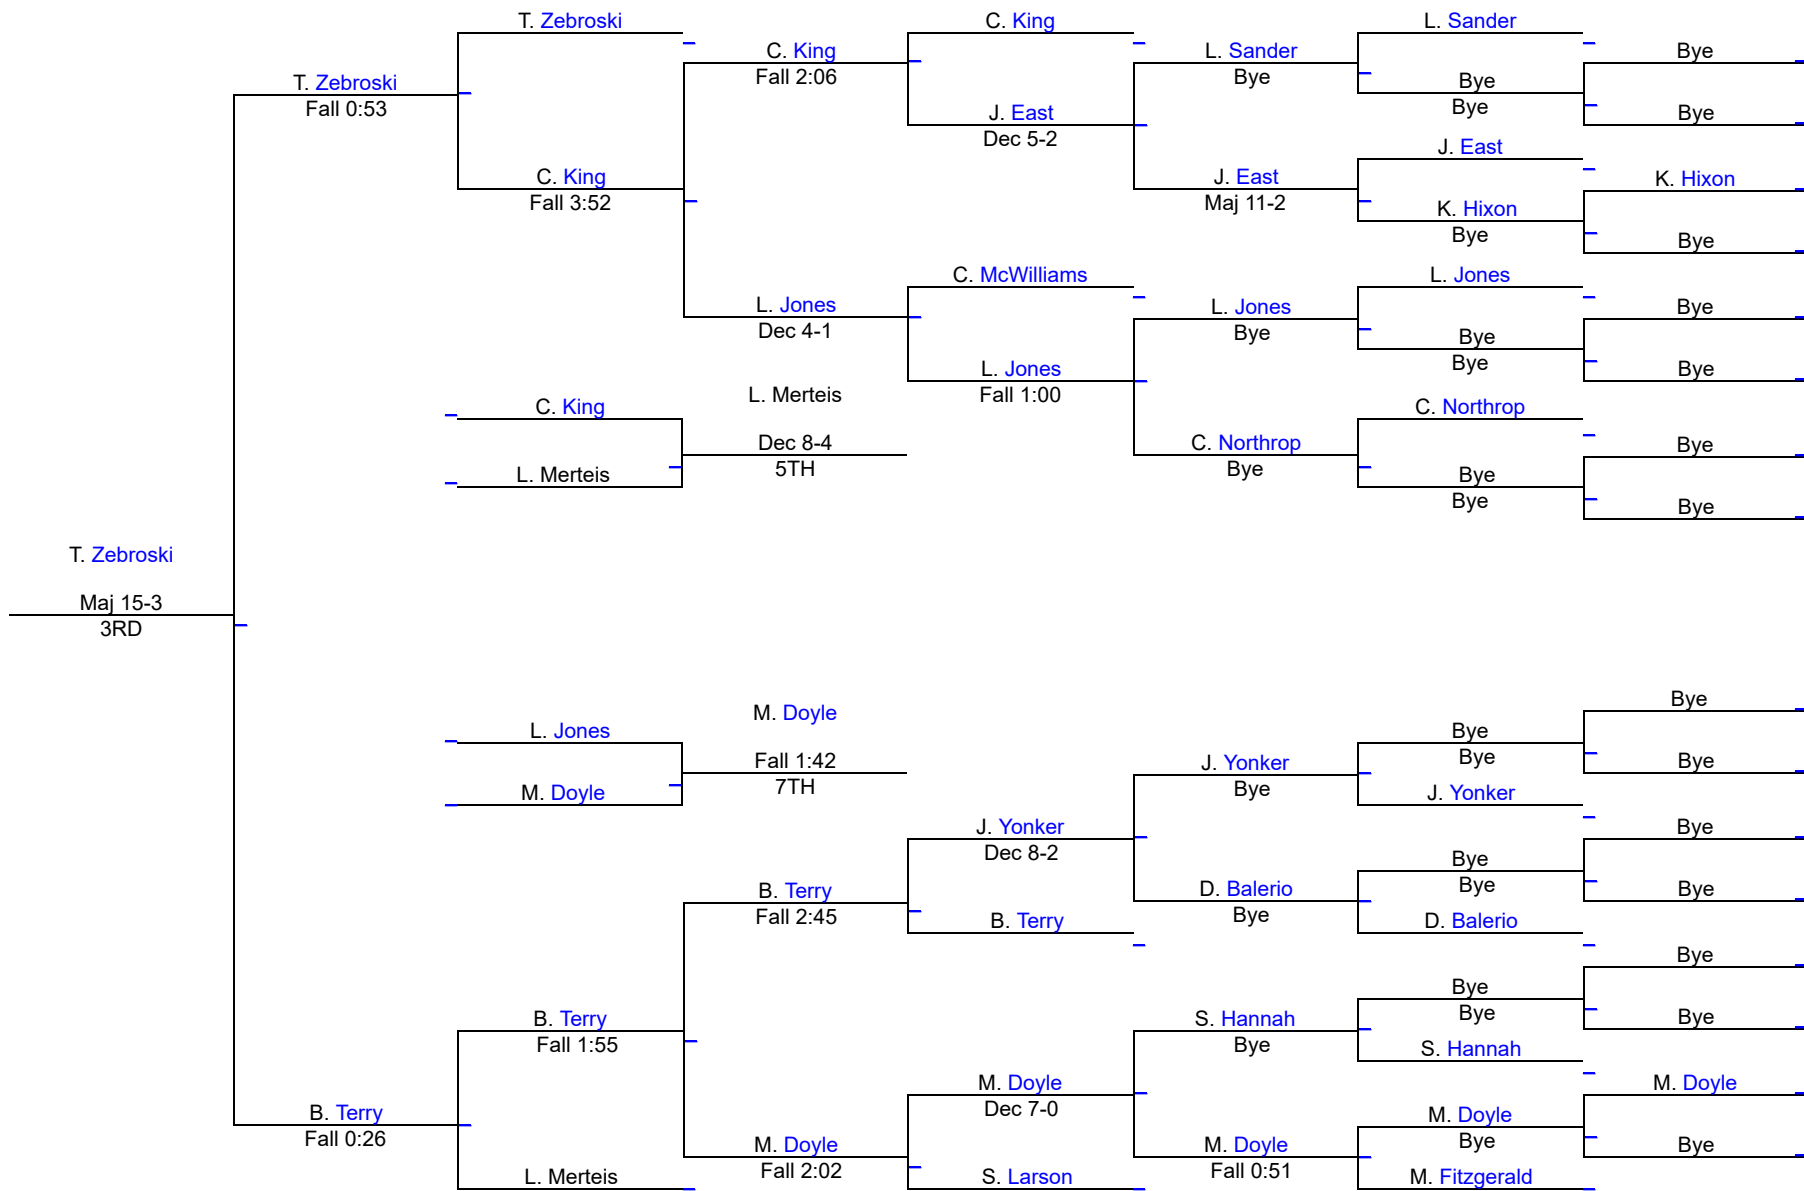 T. Zebroski
C. King
L. Sander
C. King
L. Sander
Bye
Fall 2:06
Bye
Bye
T. Zebroski
Bye
Fall 0:53
J. East
Bye
Bye
Dec 5-2
J. East
C. King
J. East
K. Hixon
Fall 3:52
Maj 11-2
K. Hixon
Bye
Bye
C. McWilliams
L. Jones
L. Jones
L. Jones
Bye
Dec 4-1
Bye
Bye
Bye
L. Jones
Bye
L. Merteis
Fall 1:00
C. King
C. Northrop
Dec 8-4
C. Northrop
Bye
5TH
Bye
L. Merteis
Bye
Bye
Bye
T. Zebroski
Maj 15-3
3RD
Bye
M. Doyle
L. Jones
Bye
Fall 1:42
J. Yonker
Bye
Bye
7TH
Bye
M. Doyle
J. Yonker
J. Yonker
Bye
Dec 8-2
Bye
B. Terry
D. Balerio
Bye
Bye
Fall 2:45
Bye
B. Terry
D. Balerio
Bye
Bye
B. Terry
S. Hannah
Bye
Bye
Fall 1:55
Bye
S. Hannah
M. Doyle
M. Doyle
B. Terry
Dec 7-0
M. Doyle
Fall 0:26
Bye
M. Doyle
M. Doyle
Bye
Fall 2:02
Fall 0:51
L. Merteis
S. Larson
M. Fitzgerald